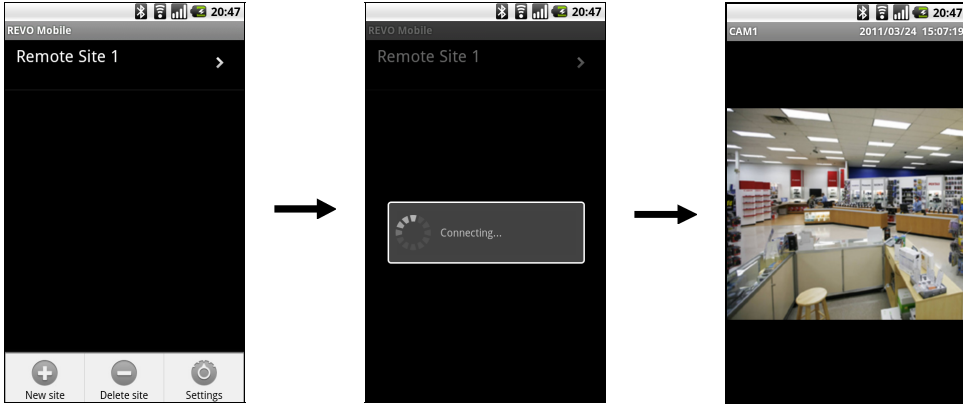 20:47
REVO Mobile
Remote Site 1
New site Delete site Settings
20:47
REVO Mobile
Remote Site 1
Connecting...
20:47
CAM1 2011/03/24 15:07:19